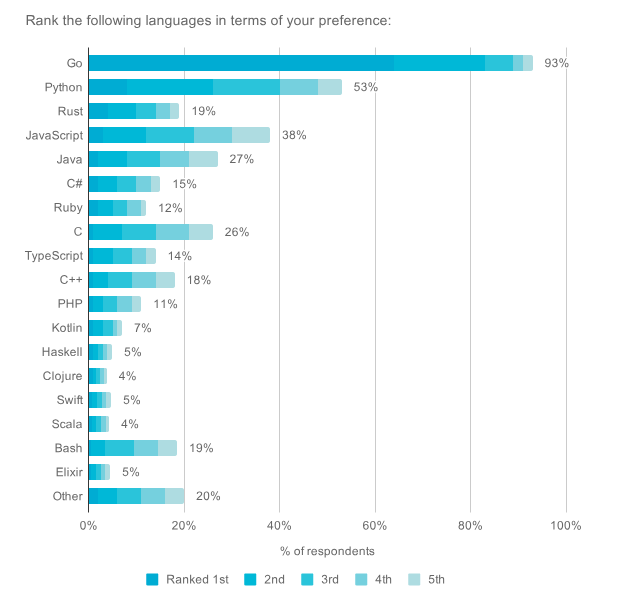 Rank the following languages in terms of your preference:
Go 93%
Python 53%
Rust 19%
JavaScript 38%
Java 27%
C# 15%
Ruby 12%
C 26%
TypeScript 14%
C++ 18%
PHP 11%
Kotlin 7%
Haskell 5%
Clojure 4%
Swift 5%
Scala 4%
Bash 19%
Elixir 5%
Other 20%
0% 20% 40% 60% 80% 100%
% of respondents
Ranked 1st 2nd 3rd 4th 5th